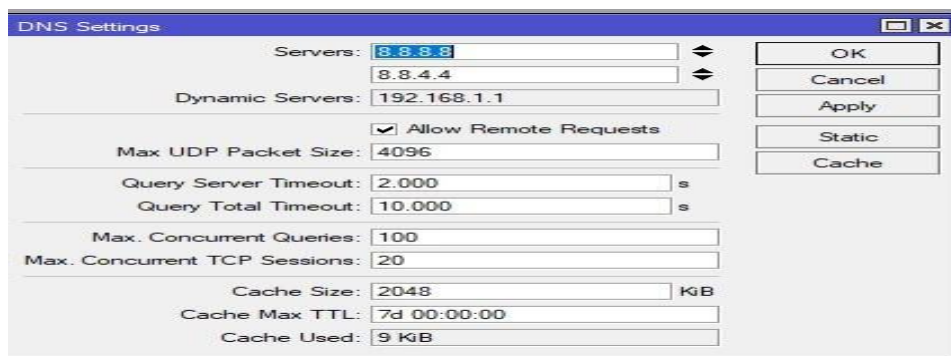 DNS Settings
Servers: 8.8.8.8
8.8.4.4
Dynamic Servers: 192.168.1.1
Allow Remote Requests
Max UDP Packet Size: 4096
Query Server Timeout: 2.000 s
Query Total Timeout: 10.000 s
Max. Concurrent Queries: 100
Max. Concurrent TCP Sessions: 20
Cache Size: 2048 KiB
Cache Max TTL: 7d 00:00:00
Cache Used: 9 KiB
OK
Cancel
Apply
Static
Cache